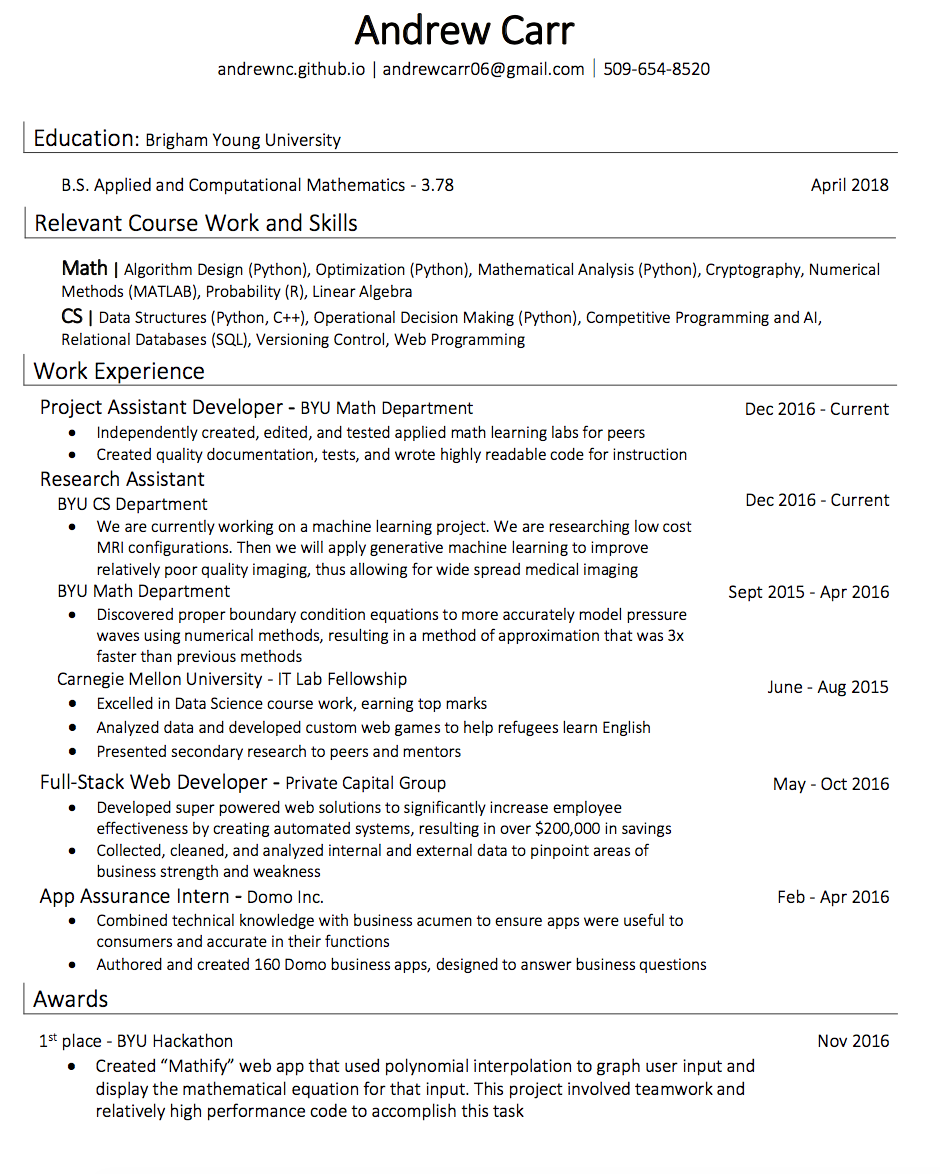 Andrew Carr
andrewnc.github.io | andrewcarr06@gmail.com | 509-654-8520
Education: Brigham Young University
B.S. Applied and Computational Mathematics - 3.78 April 2018
Relevant Course Work and Skills
Math | Algorithm Design (Python), Optimization (Python), Mathematical Analysis (Python), Cryptography, Numerical
Methods (MATLAB), Probability (R), Linear Algebra
CS | Data Structures (Python, C++), Operational Decision Making (Python), Competitive Programming and AI,
Relational Databases (SQL), Versioning Control, Web Programming
Work Experience
Project Assistant Developer - BYU Math Department Dec 2016 - Current
• Independently created, edited, and tested applied math learning labs for peers
• Created quality documentation, tests, and wrote highly readable code for instruction
Research Assistant
BYU CS Department Dec 2016 - Current
• We are currently working on a machine learning project. We are researching low cost
MRI configurations. Then we will apply generative machine learning to improve
relatively poor quality imaging, thus allowing for wide spread medical imaging
BYU Math Department Sept 2015 - Apr 2016
• Discovered proper boundary condition equations to more accurately model pressure
waves using numerical methods, resulting in a method of approximation that was 3x
faster than previous methods
Carnegie Mellon University - IT Lab Fellowship June - Aug 2015
• Excelled in Data Science course work, earning top marks
• Analyzed data and developed custom web games to help refugees learn English
• Presented secondary research to peers and mentors
Full-Stack Web Developer - Private Capital Group May - Oct 2016
• Developed super powered web solutions to significantly increase employee
effectiveness by creating automated systems, resulting in over $200,000 in savings
• Collected, cleaned, and analyzed internal and external data to pinpoint areas of
business strength and weakness
App Assurance Intern - Domo Inc. Feb - Apr 2016
• Combined technical knowledge with business acumen to ensure apps were useful to
consumers and accurate in their functions
• Authored and created 160 Domo business apps, designed to answer business questions
Awards
1st place - BYU Hackathon Nov 2016
• Created “Mathify” web app that used polynomial interpolation to graph user input and
display the mathematical equation for that input. This project involved teamwork and
relatively high performance code to accomplish this task